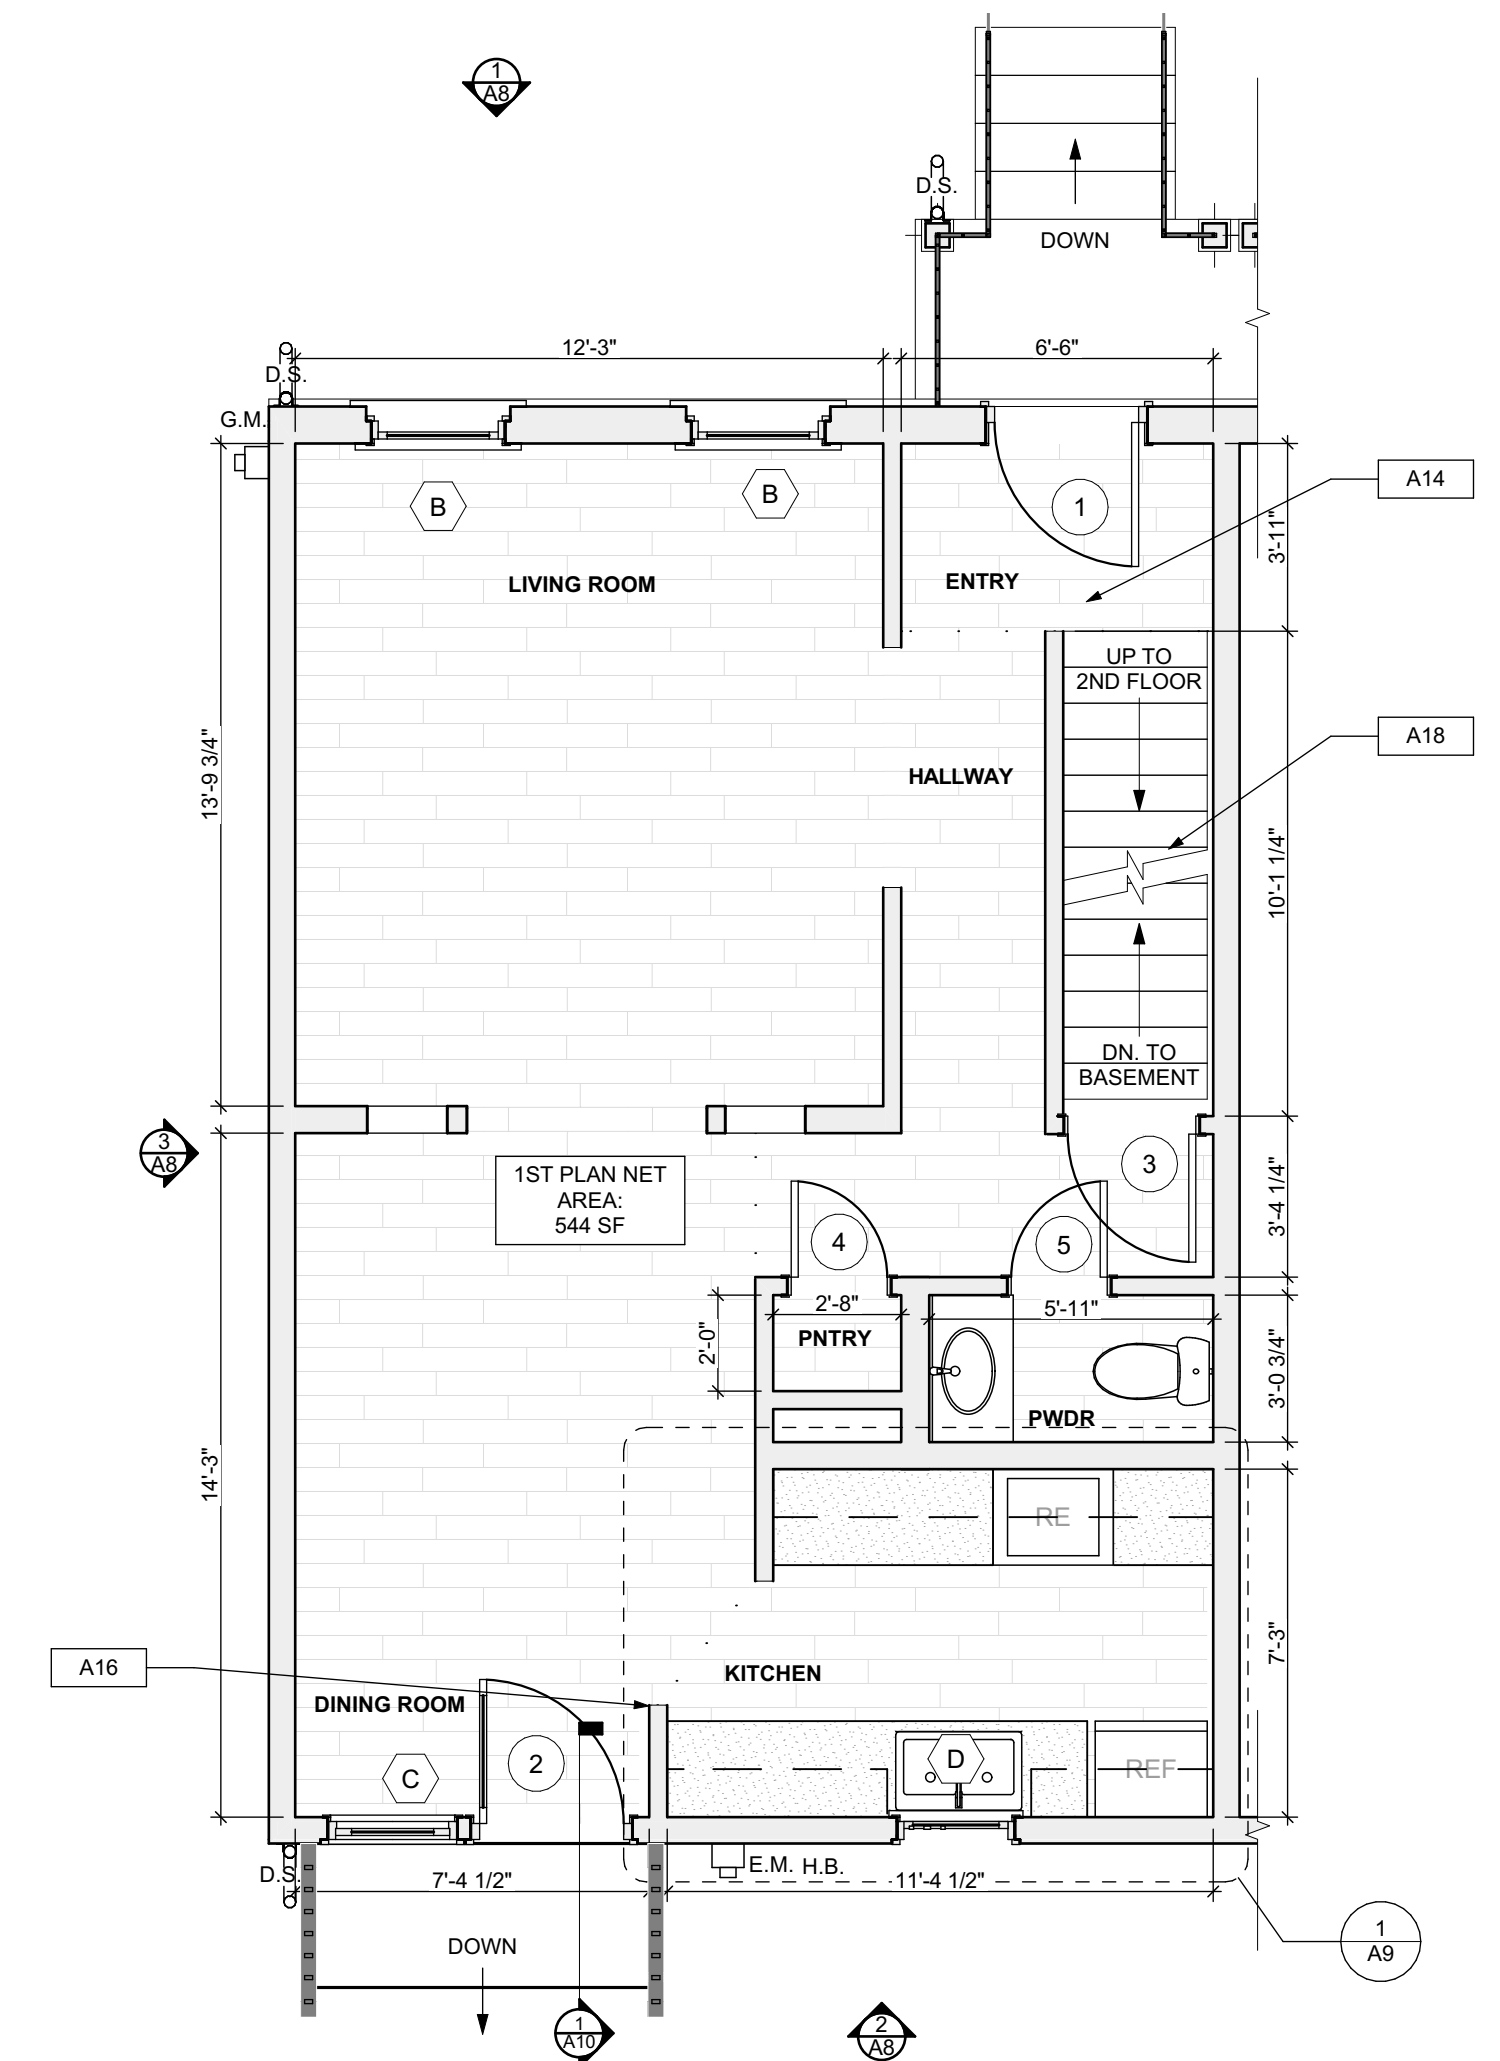 1
A8
D.S.
DOWN
12'-3"
6'-6"
D.S.
G.M.
A14
B
B
1
3'-11"
LIVING ROOM
ENTRY
UP TO
2ND FLOOR
A18
HALLWAY
13'-9 3/4"
10'-1 1/4"
DN. TO
BASEMENT
3
A8
1ST PLAN NET
AREA:
544 SF
3
3'-4 1/4"
4
5
2'-8"
5'-11"
2'-0"
PNTRY
3'-0 3/4"
PWDR
14'-3"
RE
7'-3"
A16
KITCHEN
DINING ROOM
2
D
C
REF
D.S.
7'-4 1/2"
E.M.
H.B.
11'-4 1/2"
DOWN
1
A9
1
A10
2
A8